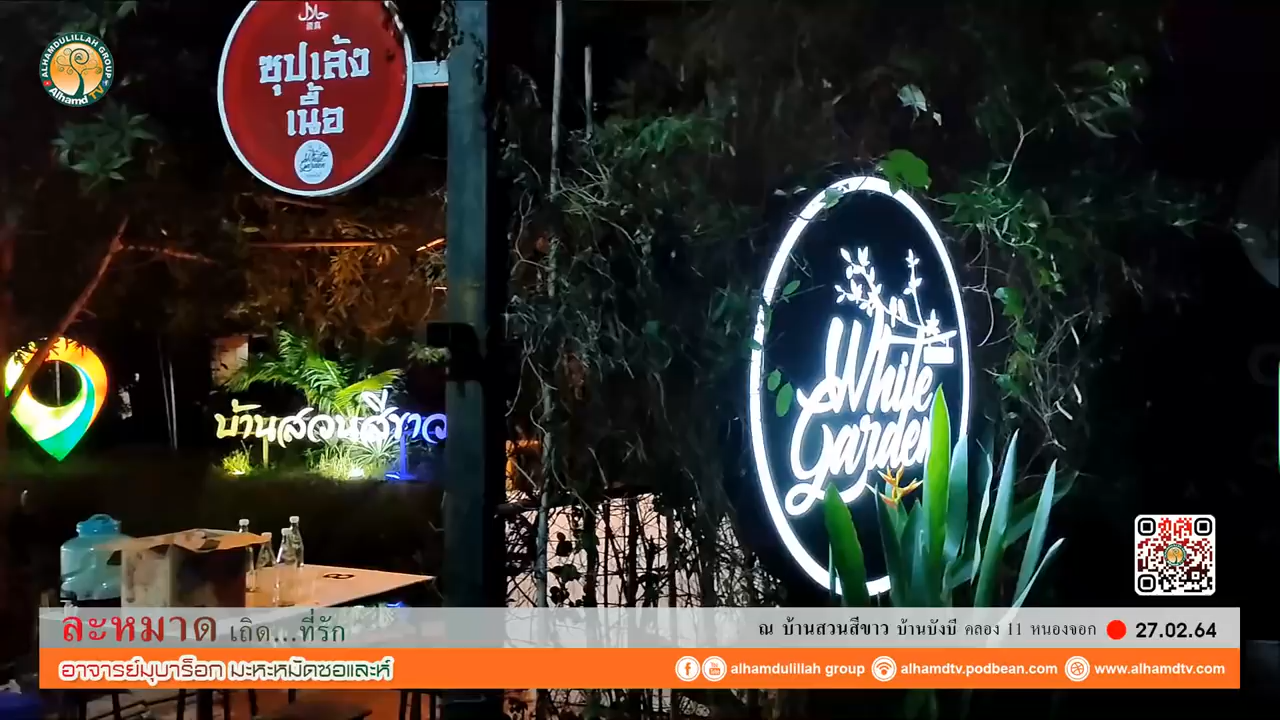 ALHAMDULILLAH GROUP
Alhamd TV
حلال
ซุปเล้ง
เนื้อ
White
Garden
บ้านสวนสีขาว
White
Garden
ละหมาด เถิด...ที่รัก
ณ บ้านสวนสีขาว บ้านบังบี คลอง 11 หนองจอก 27.02.64
อาจารย์มุบาร็อก มะหะหมัดซอและห์
alhamdulillah group alhamdtv.podbean.com www.alhamdtv.com